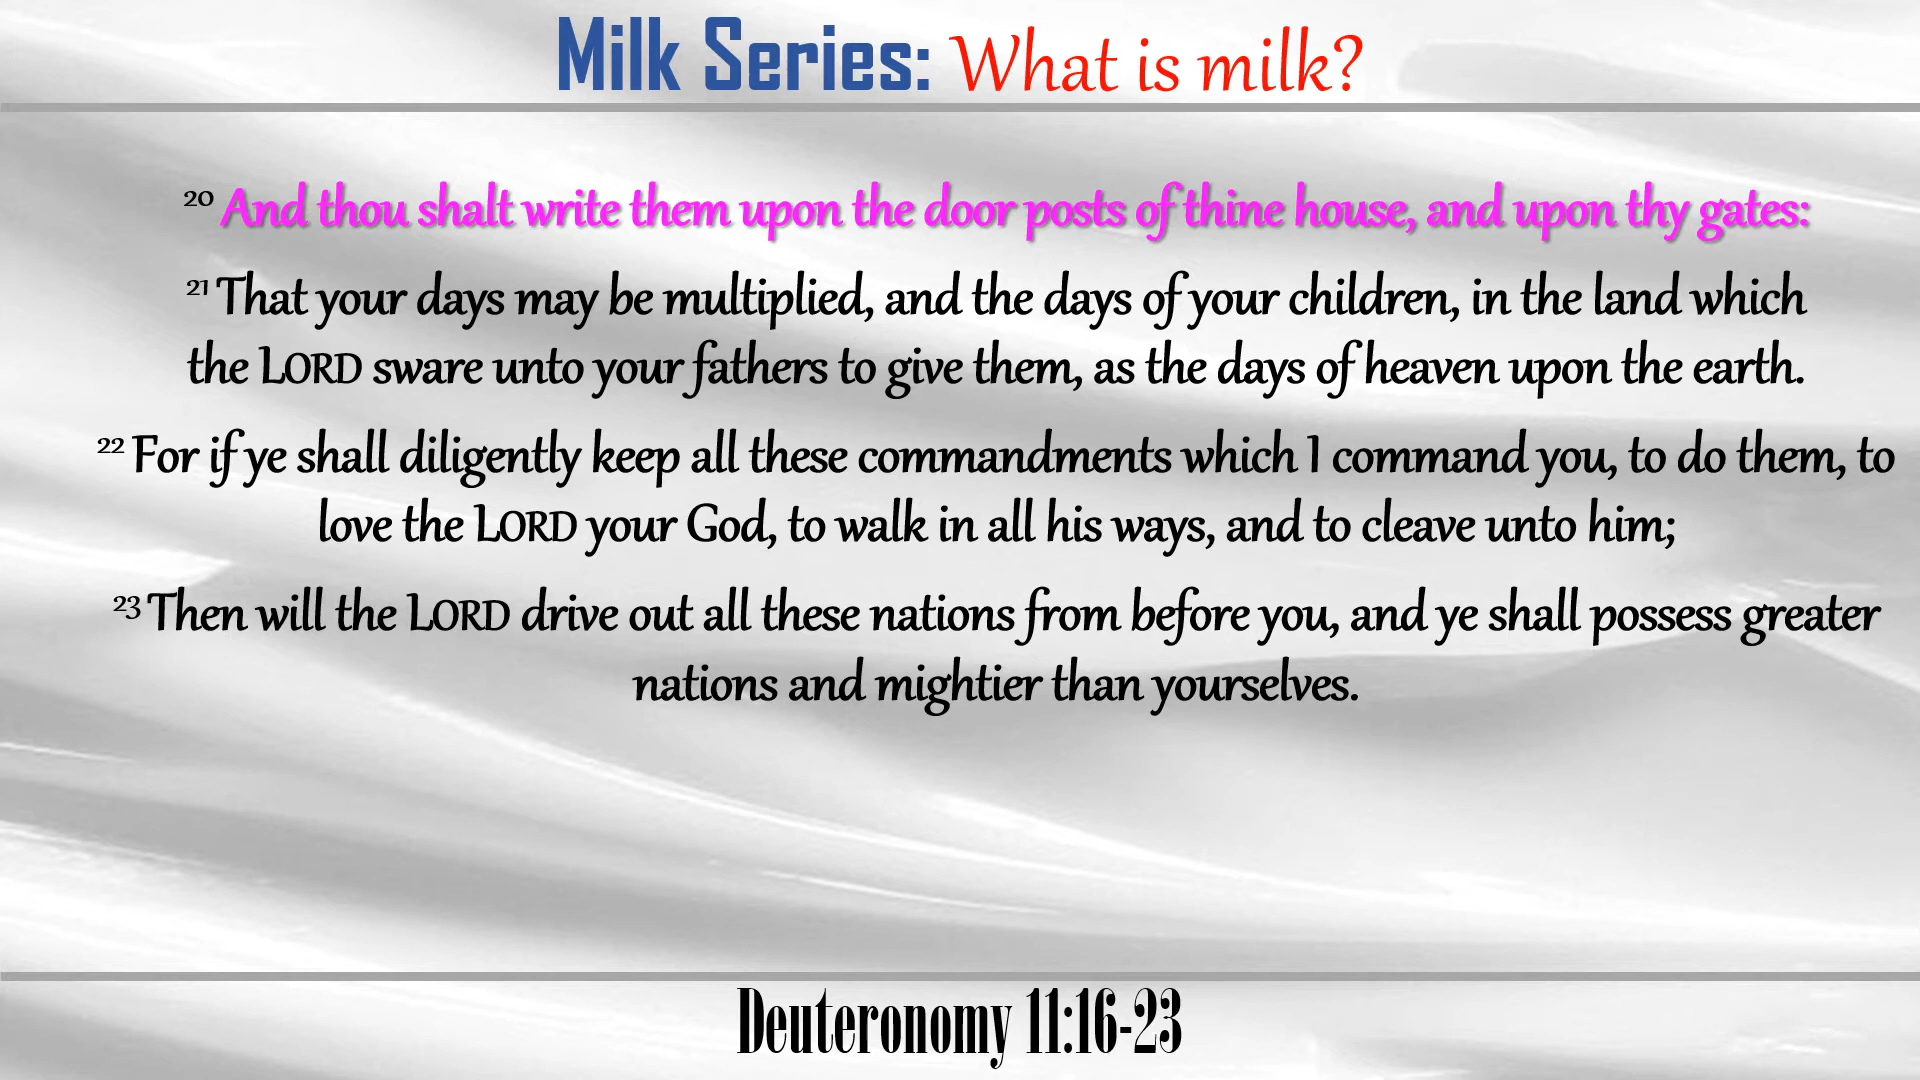 Milk Series: What is milk?
20 And thou shalt write them upon the door posts of thine house, and upon thy gates:
21 That your days may be multiplied, and the days of your children, in the land which
the LORD sware unto your fathers to give them, as the days of heaven upon the earth.
22 For if ye shall diligently keep all these commandments which I command you, to do them, to
love the LORD your God, to walk in all his ways, and to cleave unto him;
23 Then will the LORD drive out all these nations from before you, and ye shall possess greater
nations and mightier than yourselves.
Deuteronomy 11:16-23